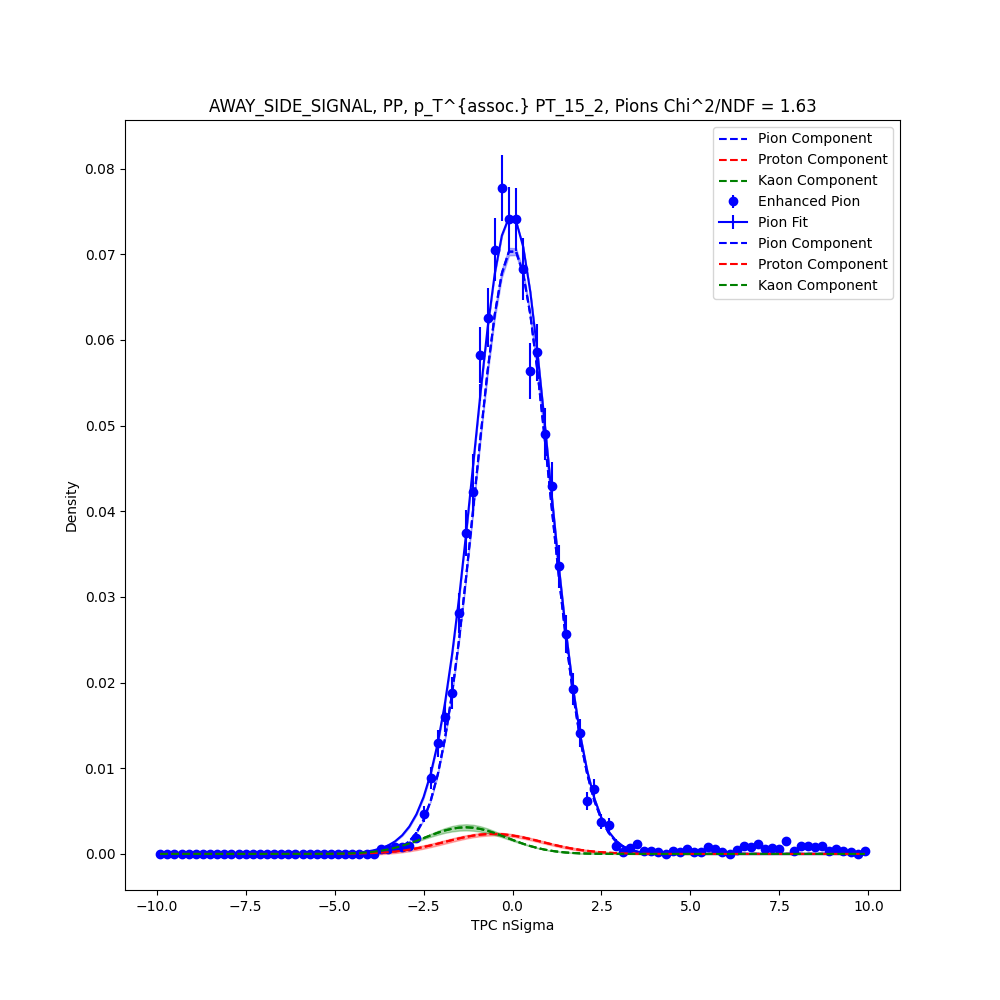 AWAY_SIDE_SIGNAL, PP, p_T^{assoc.} PT_15_2, Pions Chi^2/NDF = 1.63
Pion Component
Proton Component
Kaon Component
Enhanced Pion
Pion Fit
Pion Component
Proton Component
Kaon Component
0.08
0.07
0.06
0.05
0.04
0.03
0.02
0.01
0.00
Density
−10.0 −7.5 −5.0 −2.5 0.0 2.5 5.0 7.5 10.0
TPC nSigma